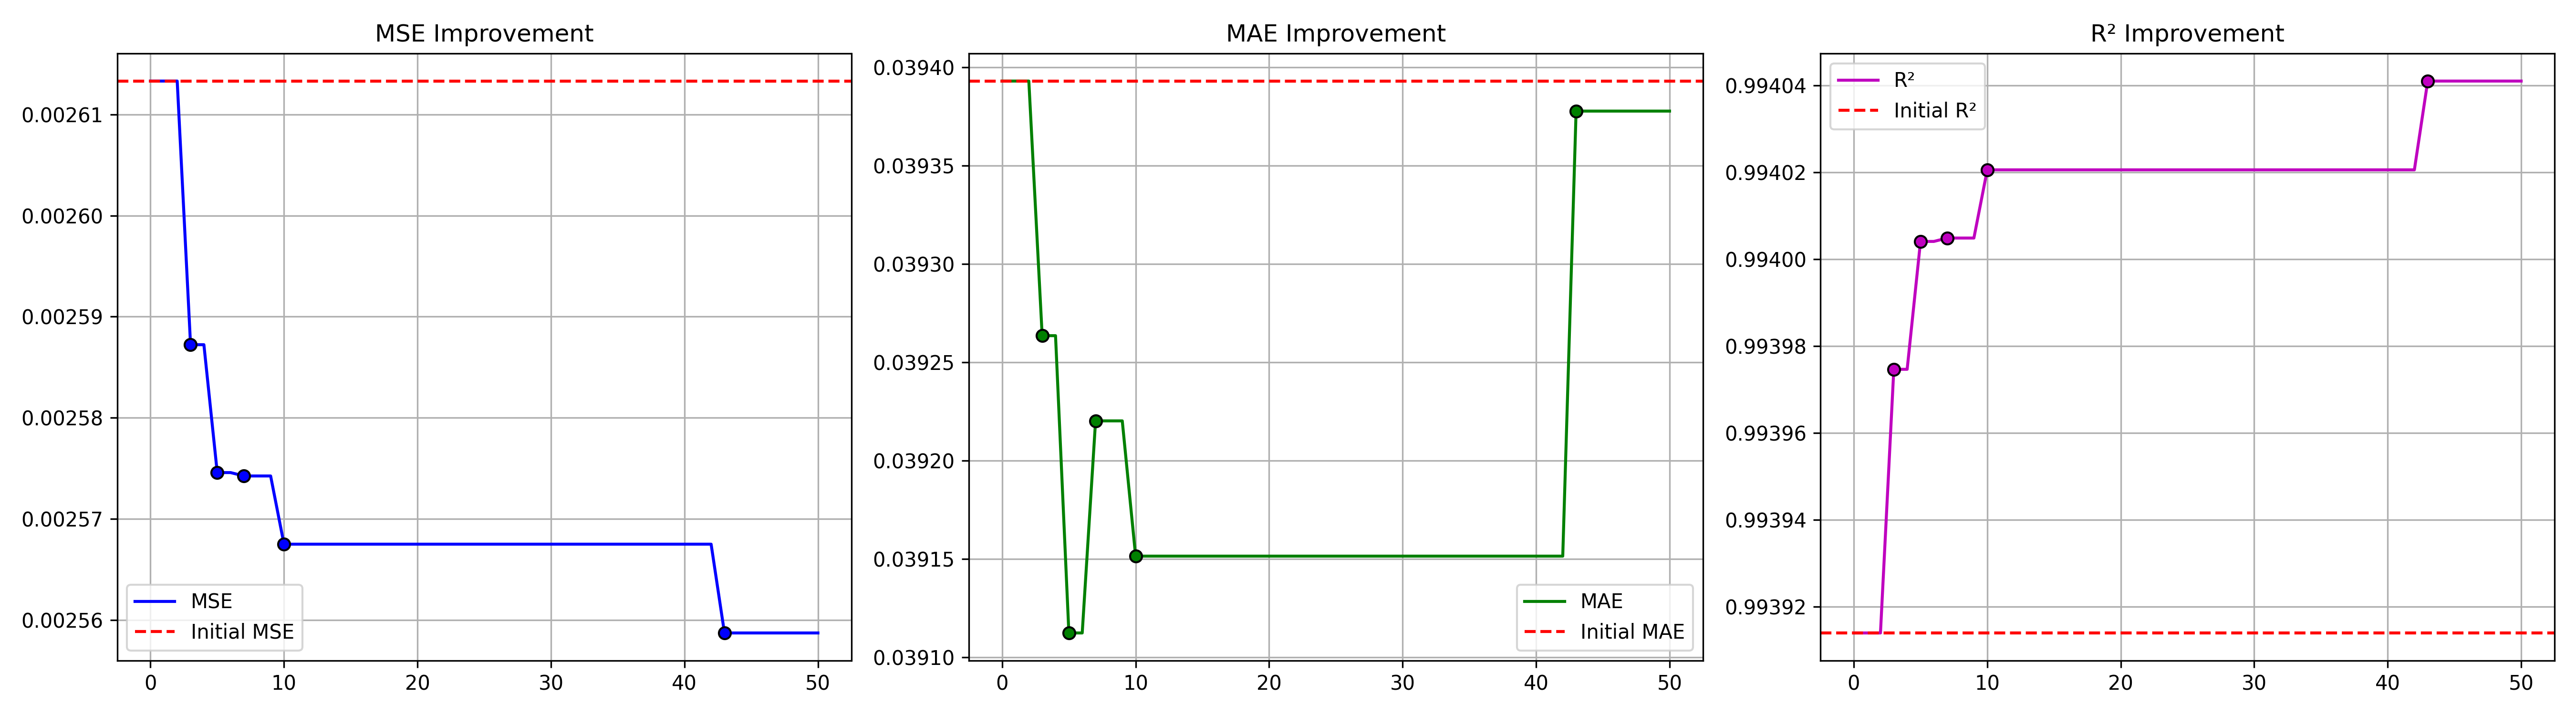 MSE Improvement
0.00261
0.00260
0.00259
0.00258
0.00257
0.00256
MSE
Initial MSE
0 10 20 30 40 50
MAE Improvement
0.03940
0.03935
0.03930
0.03925
0.03920
0.03915
0.03910
MAE
Initial MAE
0 10 20 30 40 50
R² Improvement
R²
Initial R²
0.99404
0.99402
0.99400
0.99398
0.99396
0.99394
0.99392
0 10 20 30 40 50